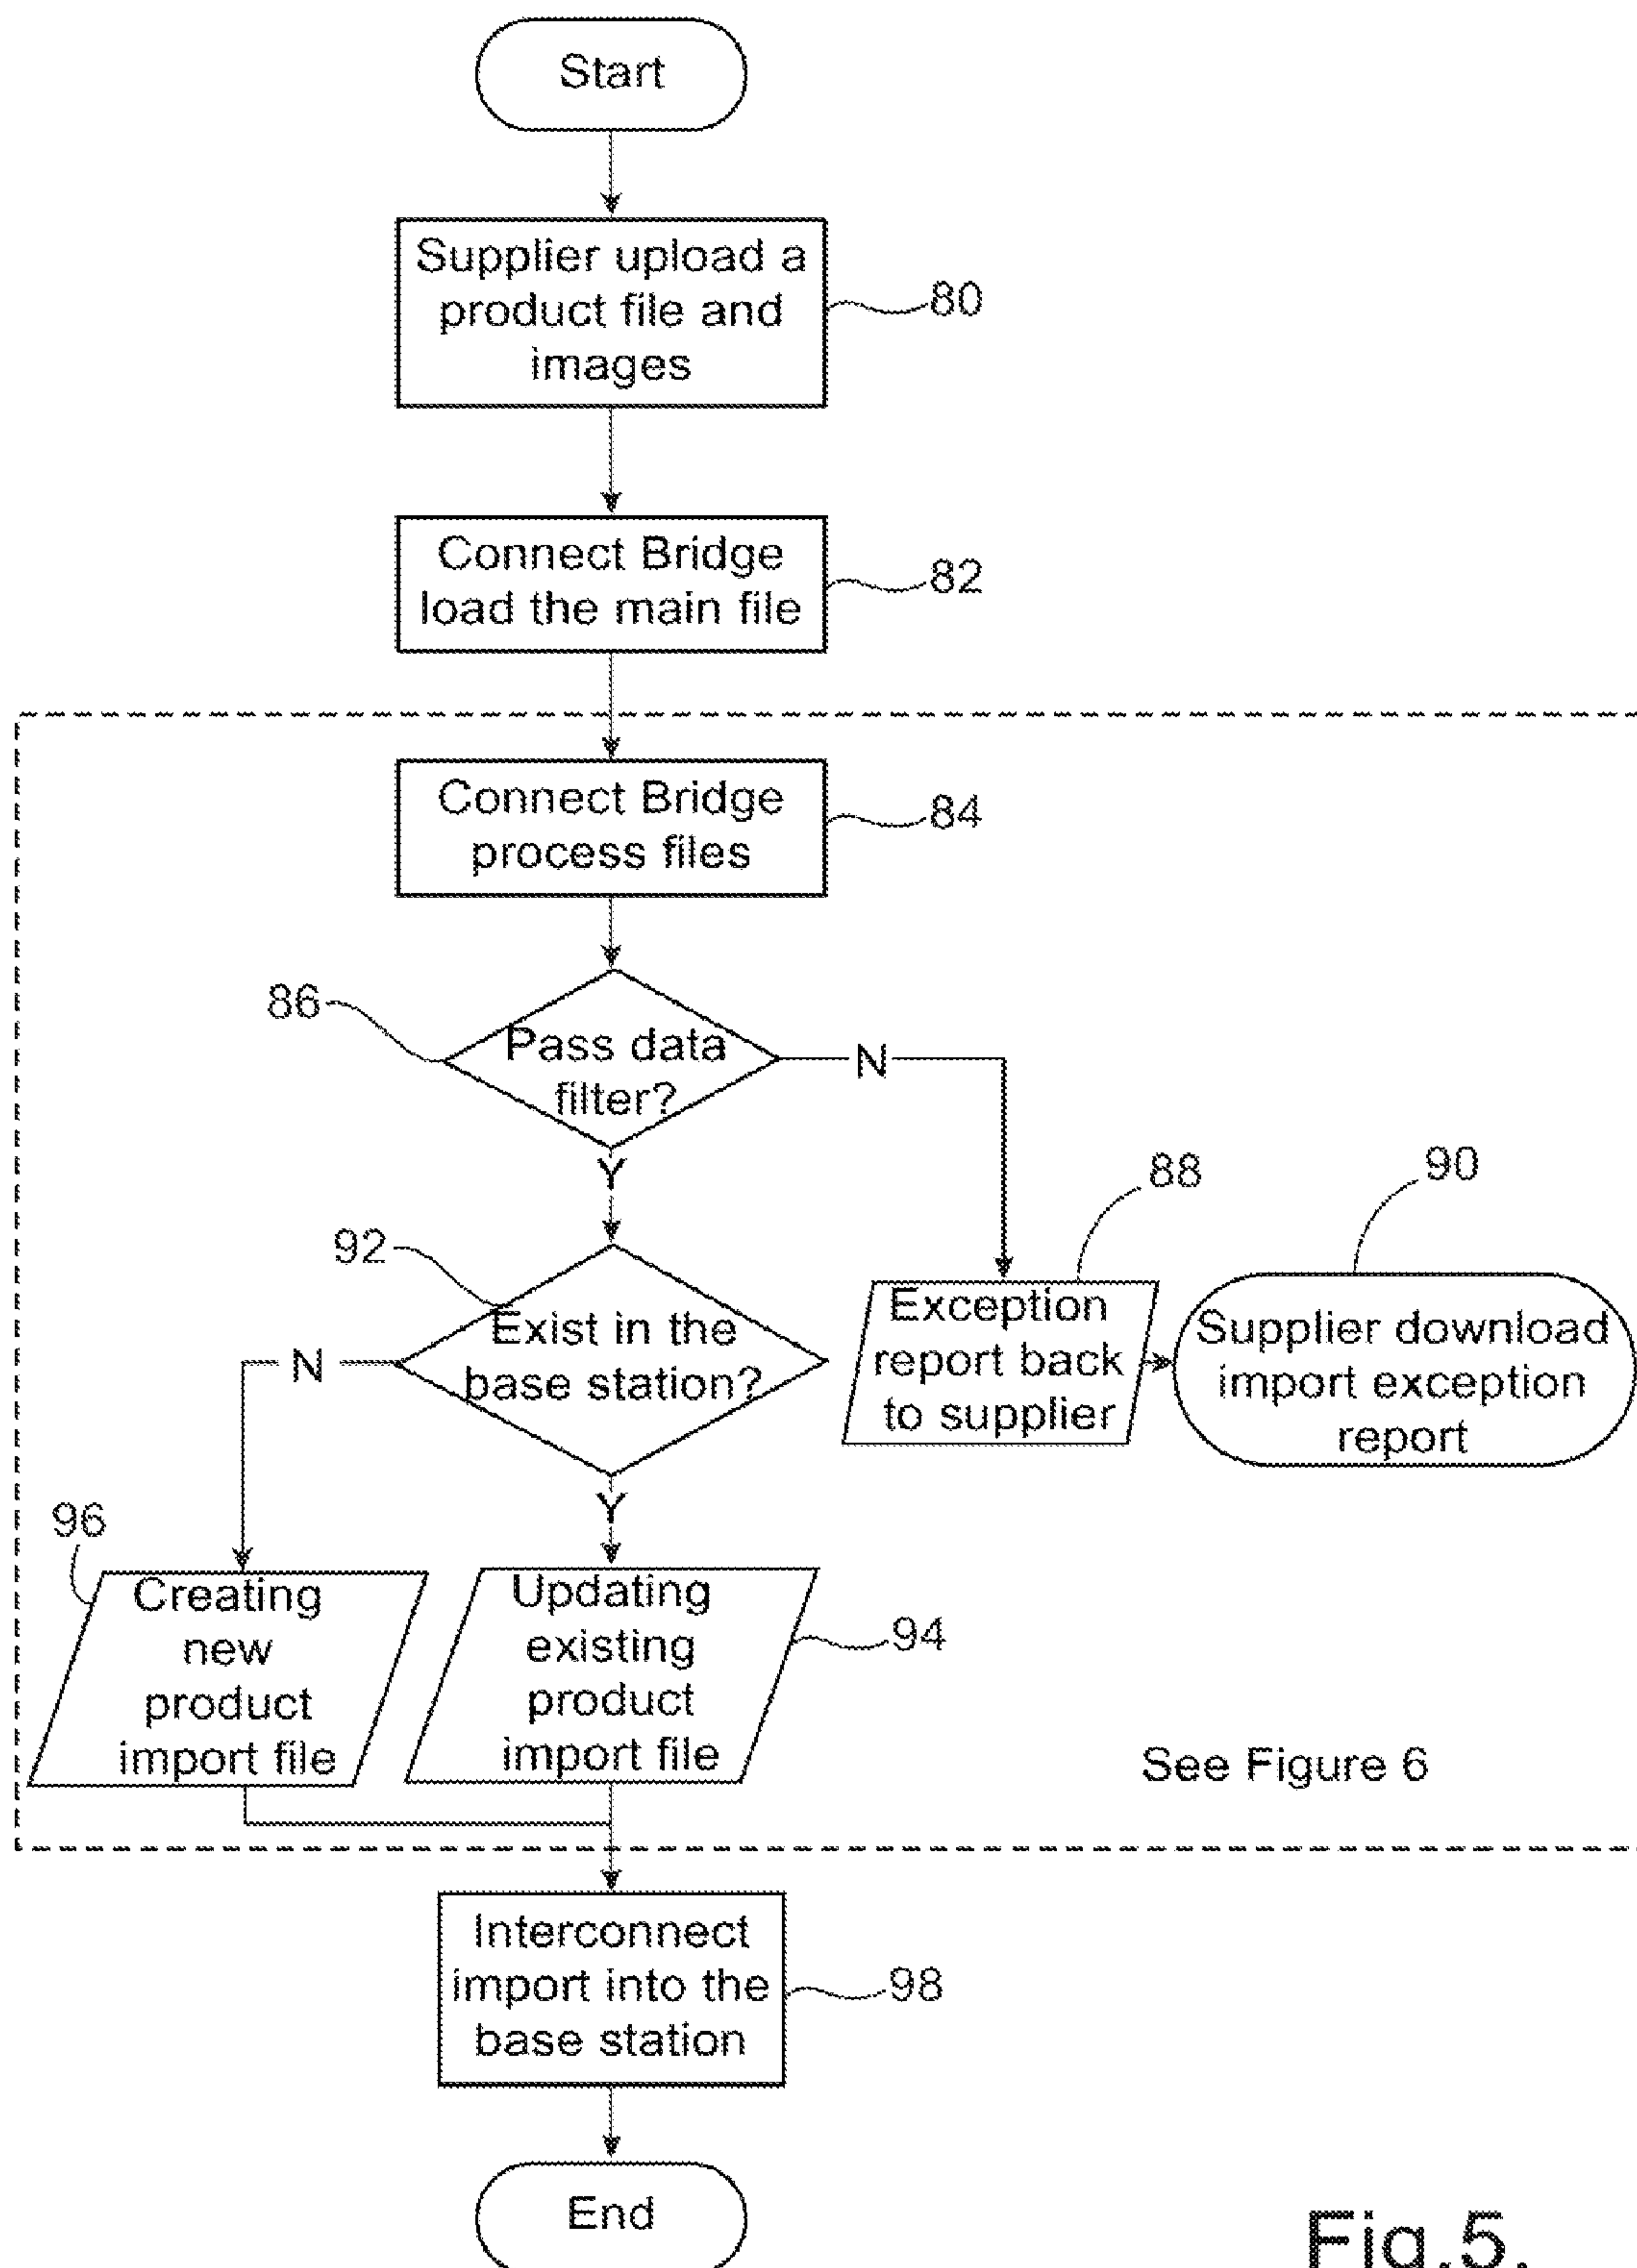 Start
Supplier upload a
product file and
images
80
Connect Bridge
load the main file
82
Connect Bridge
process files
84
86
Pass data
filter?
N
Y
88
90
92
Exist in the
base station?
N
Exception
report back
to supplier
Supplier download
import exception
report
Y
96
Creating
new
product
import file
Updating
existing
product
import file
94
See Figure 6
Interconnect
import into the
base station
98
End
Fig.5.